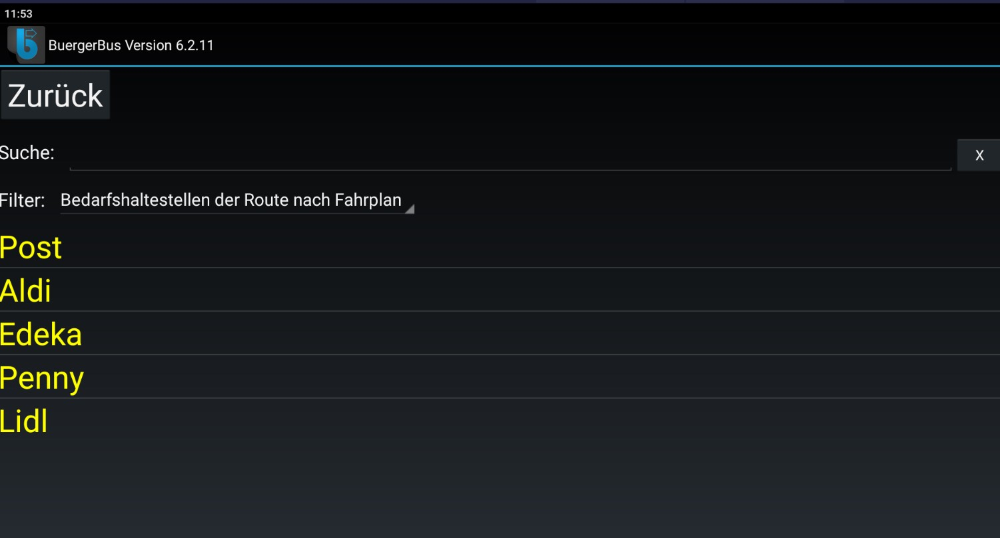 11:53
BuergerBus Version 6.2.11
Zurück
Suche:
X
Filter: Bedarfshaltestellen der Route nach Fahrplan
Post
Aldi
Edeka
Penny
Lidl